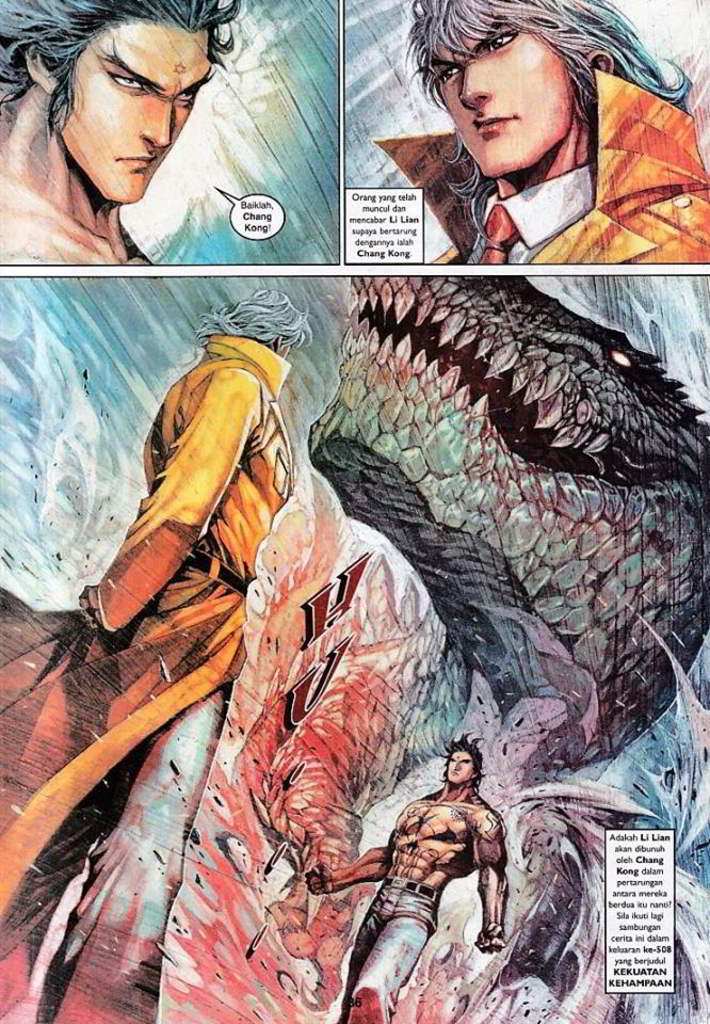 Baiklah,
Chang
Kong!
Orang yang telah
muncul dan
mencabar Li Lian
supaya bertarung
dengannya ialah
Chang Kong.
HUU
Adakah Li Lian
akan dibunuh
oleh Chang
Kong dalam
pertarungan
antara mereka
berdua itu nanti?
Sila ikuti lagi
sambungan
cerita ini dalam
keluaran ke-508
yang berjudul
KEKUATAN
KEHAMPAAN
36